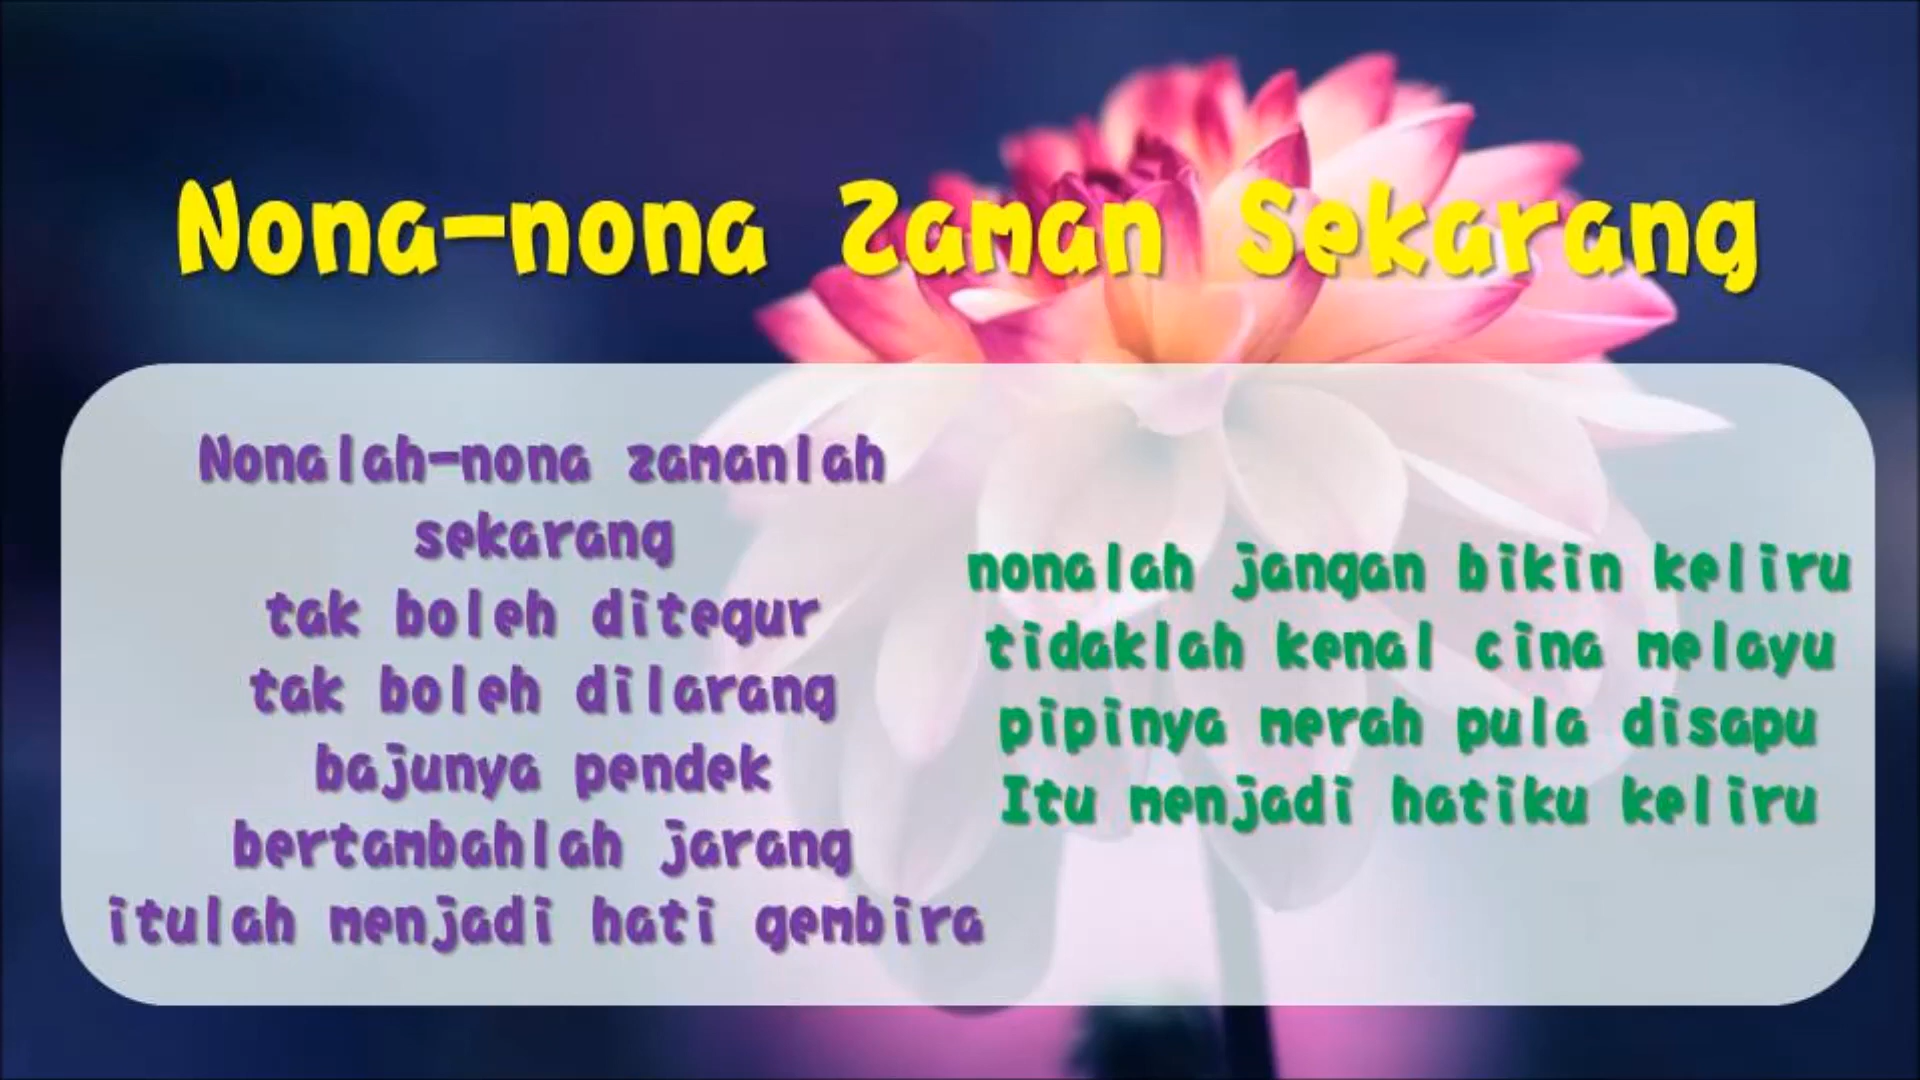 Nona-nona Zaman Sekarang
Nonalah-nona zamanlah
sekarang
tak boleh ditegur
tak boleh dilarang
bajunya pendek
bertambahlah jarang
itulah menjadi hati gembira
nonalah jangan bikin keliru
tidaklah kenal cina melayu
pipinya merah pula disapu
Itu menjadi hatiku keliru